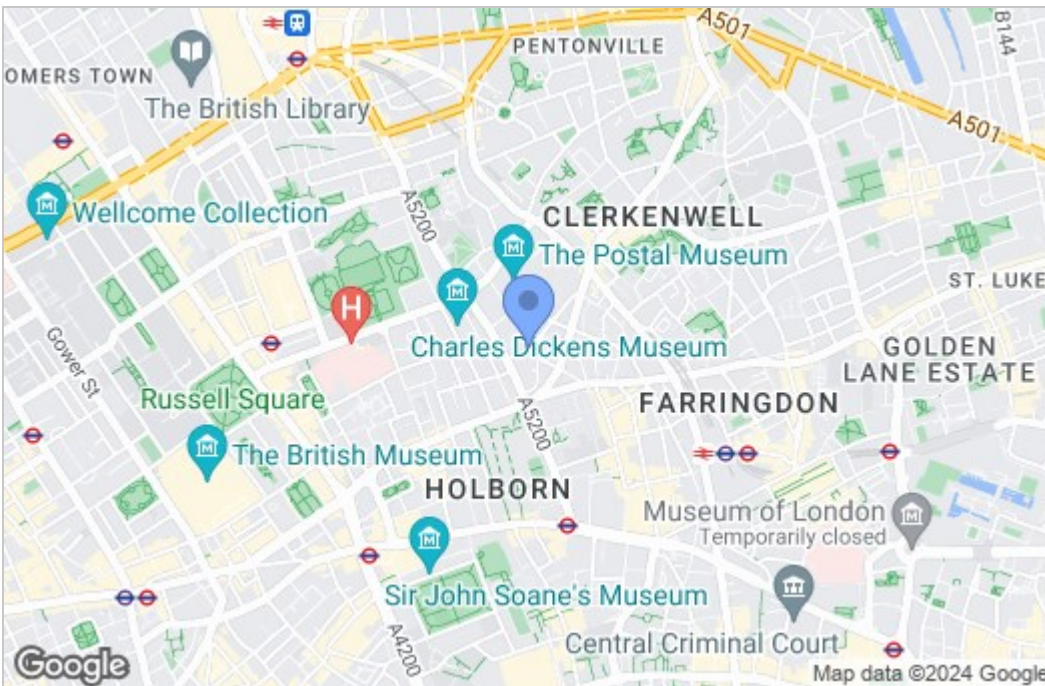 A501
B144
PENTONVILLE
OMERS TOWN
The British Library
A501
A5200
Wellcome Collection
CLERKENWELL
The Postal Museum
ST. LUKE
H
Gower St
Charles Dickens Museum
GOLDEN
LANE ESTATE
Russell Square
A5200
FARRINGDON
The British Museum
HOLBORN
Museum of London
Temporarily closed
Sir John Soane's Museum
A4200
Central Criminal Court
Google
Map data ©2024 Google